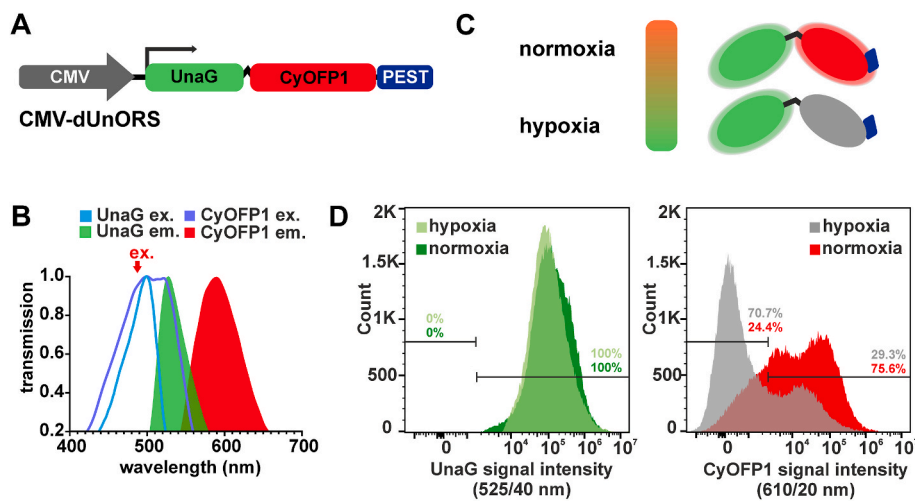 A
CMV
UnaG
CyOFP1
PEST
CMV-dUnORS
C
normoxia
hypoxia
B
UnaG ex.
CyOFP1 ex.
UnaG em.
CyOFP1 em.
ex.
1.0
0.8
0.6
0.4
0.2
transmission
400
500
600
700
wavelength (nm)
D
2K
1.5K
1K
500
0
Count
hypoxia
normoxia
0%
0%
100%
100%
0
10^4
10^5
10^6
10^7
UnaG signal intensity
(525/40 nm)
2K
1.5K
1K
500
0
Count
hypoxia
normoxia
70.7%
24.4%
29.3%
75.6%
0
10^4
10^5
10^6
10^7
CyOFP1 signal intensity
(610/20 nm)